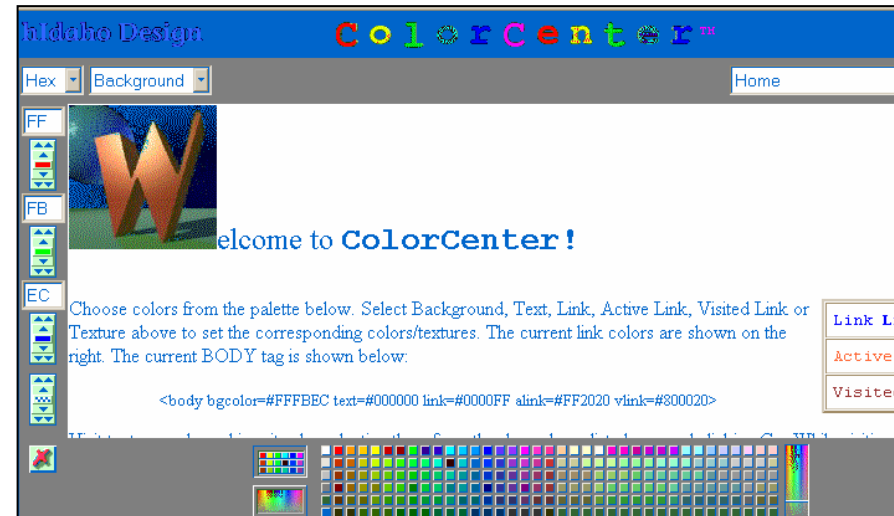 hIdaho Design ColorCenter™
Hex Background Home
FF
FB
EC
Welcome to ColorCenter!
Choose colors from the palette below. Select Background, Text, Link, Active Link, Visited Link or
Texture above to set the corresponding colors/textures. The current link colors are shown on the
right. The current BODY tag is shown below:
<body bgcolor=#FFFBEC text=#000000 link=#0000FF alink=#FF2020 vlink=#800020>
Link L
Active
Visite